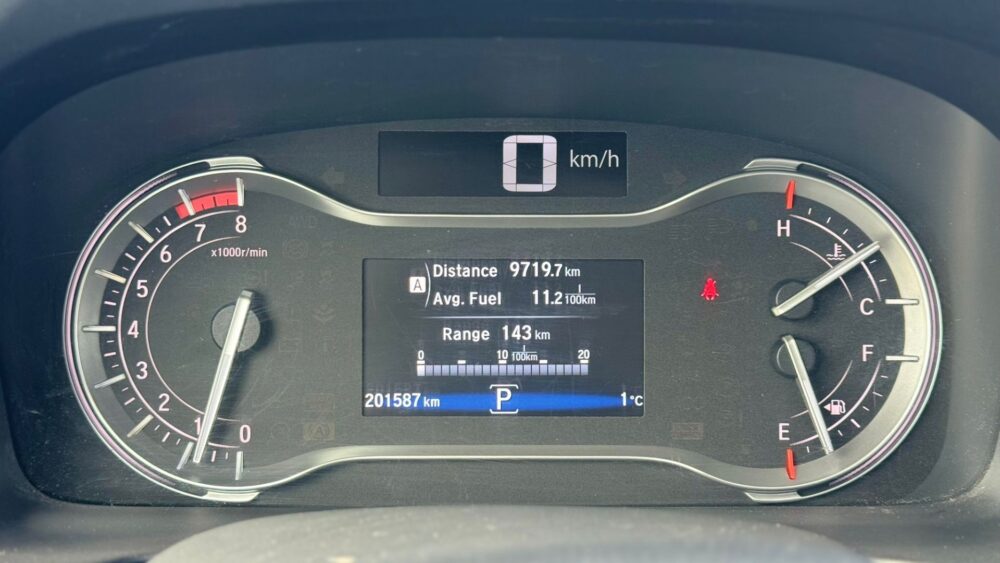 0 km/h
8
7
6
5
4
3
2
1
0
x1000r/min
A
Distance 9719.7 km
Avg. Fuel 11.2 l/100km
Range 143 km
0 10 l/100km 20
201587 km P 1°C
H
C
F
E